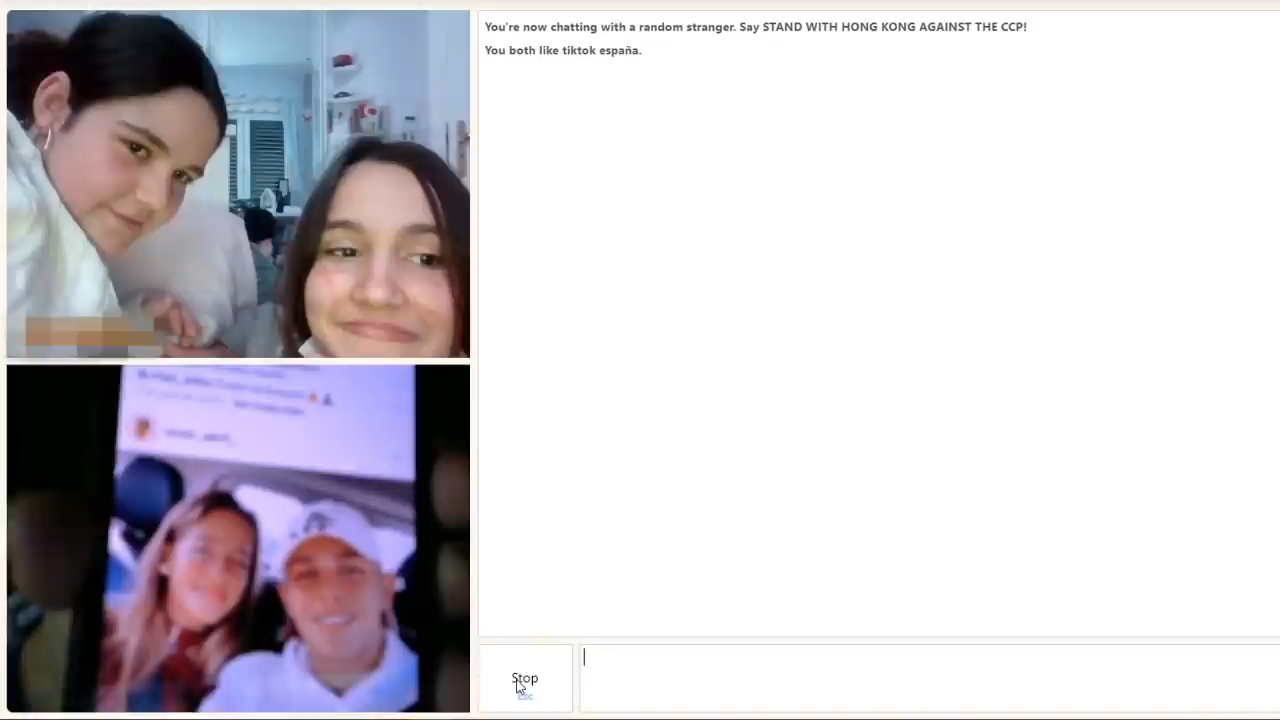 You're now chatting with a random stranger. Say STAND WITH HONG KONG AGAINST THE CCP!
You both like tiktok españa.
Stop
Esc